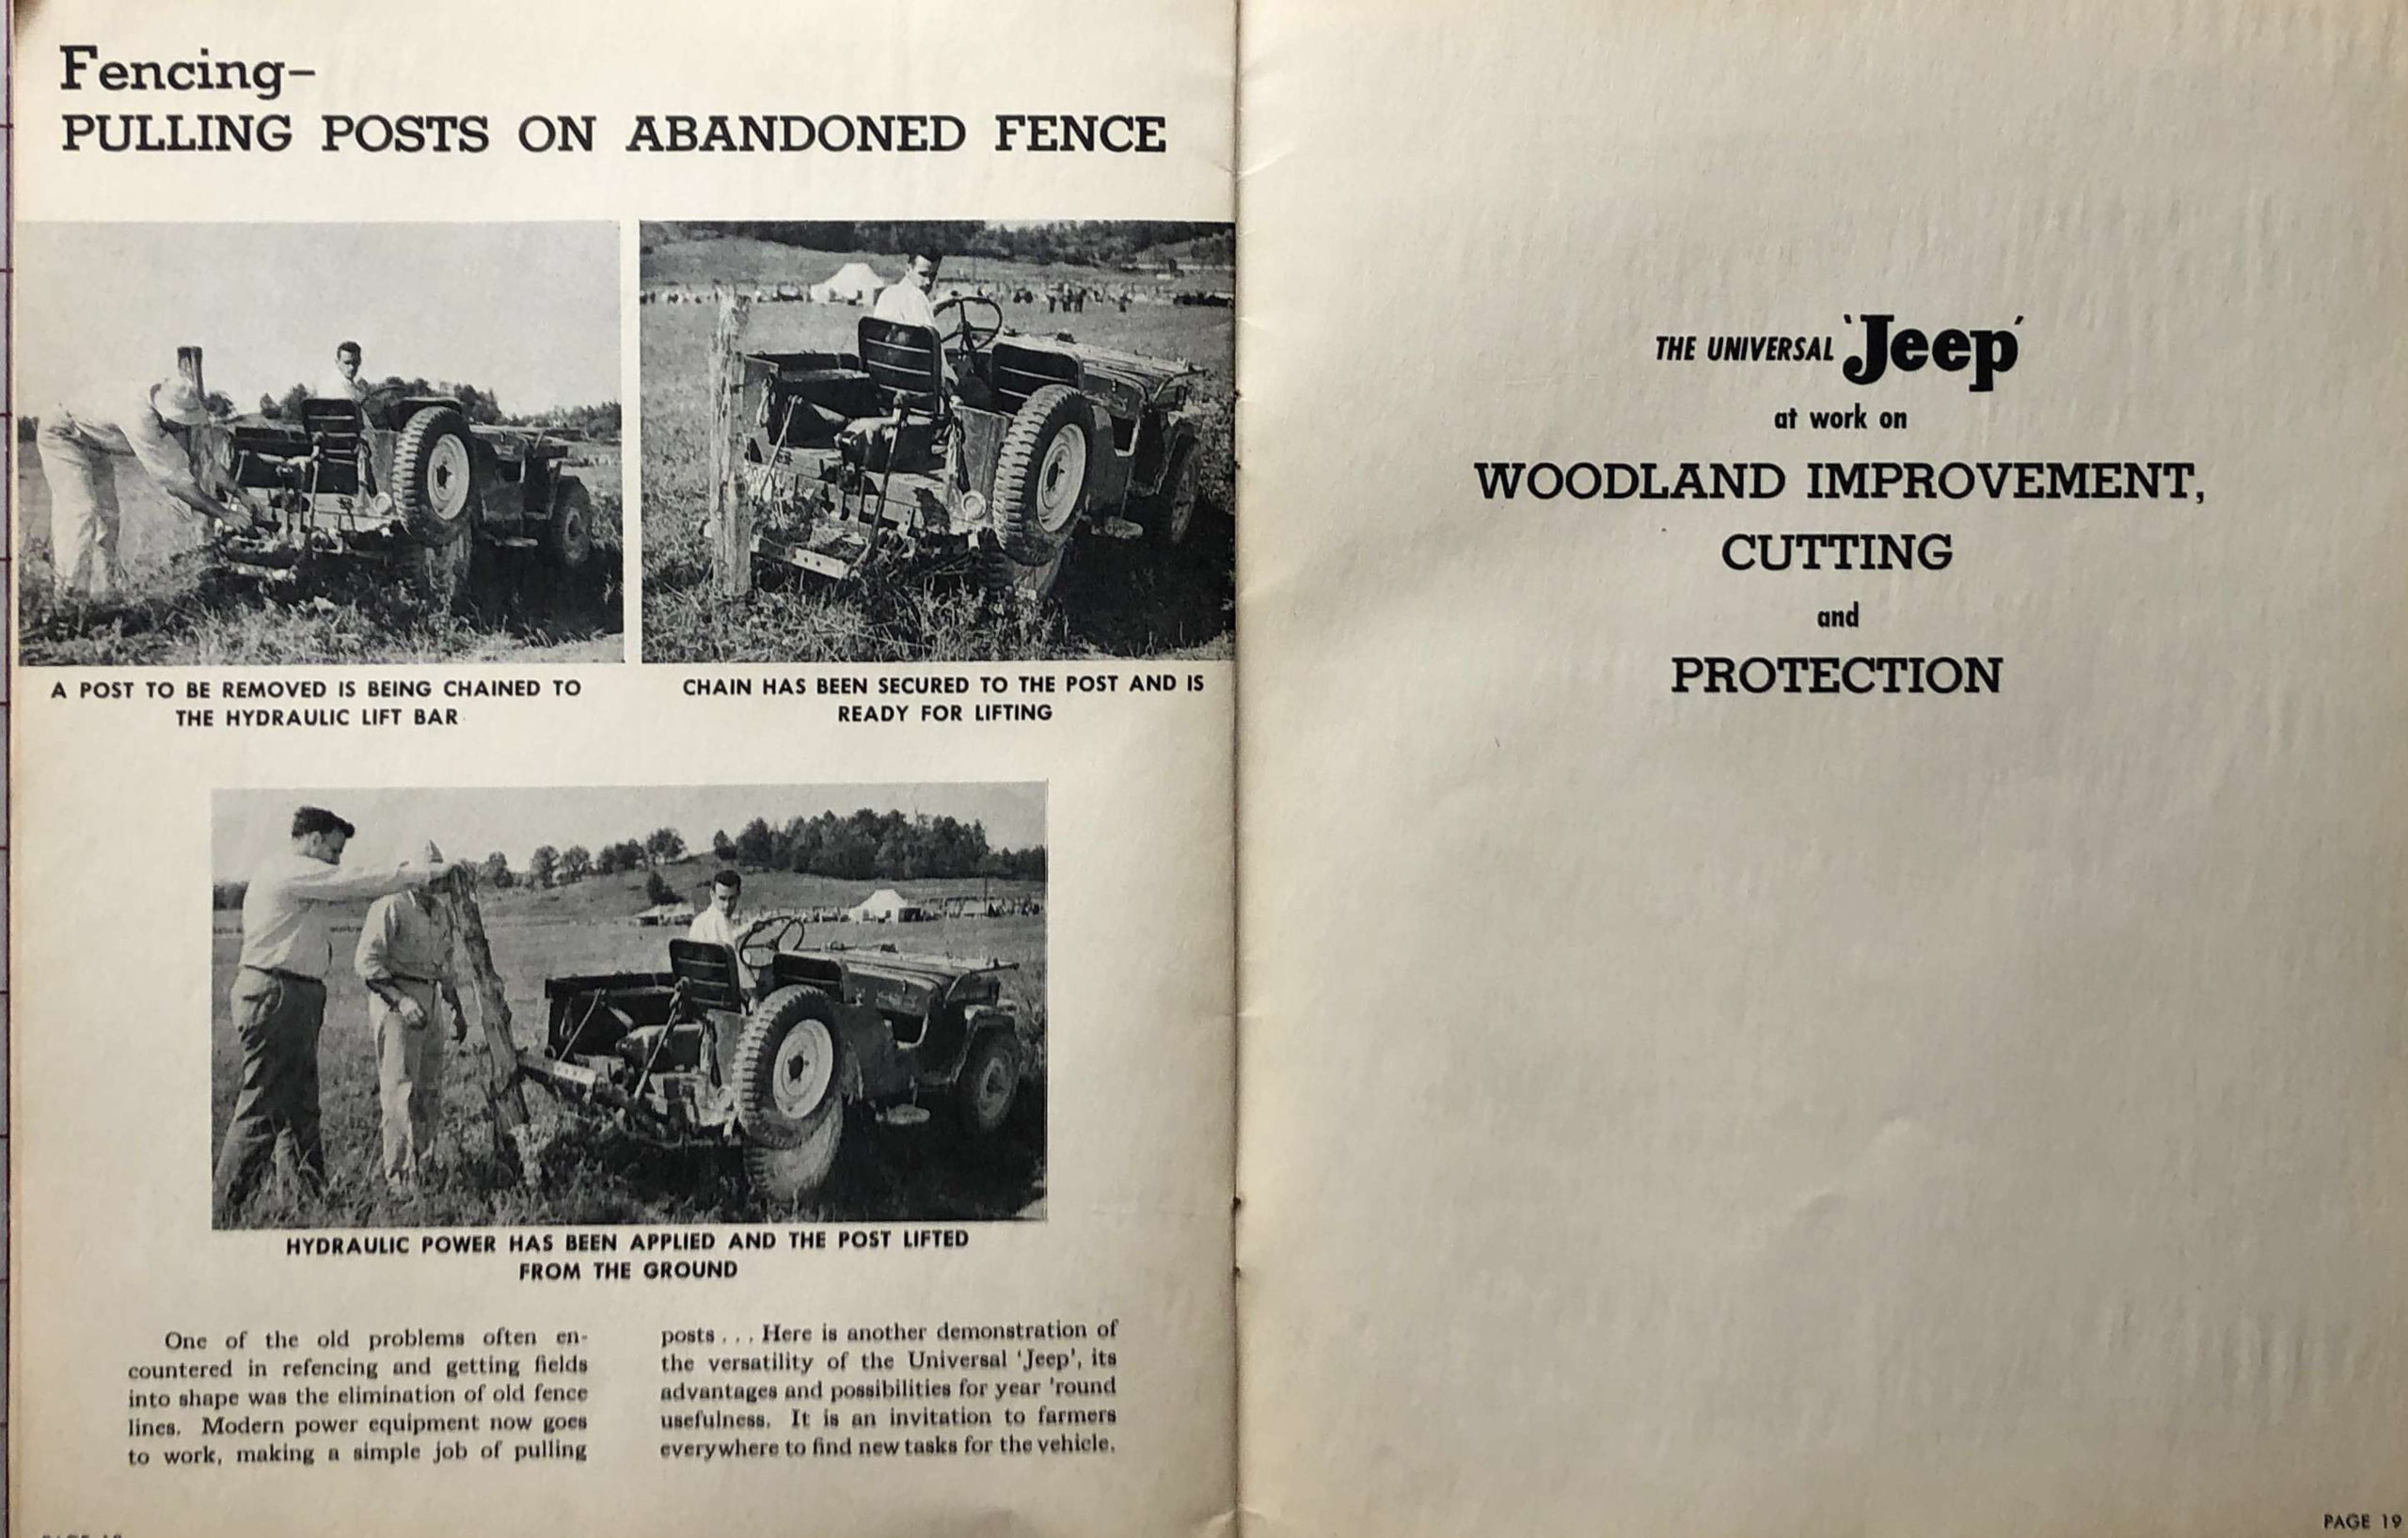 Fencing–
PULLING POSTS ON ABANDONED FENCE
A POST TO BE REMOVED IS BEING CHAINED TO
THE HYDRAULIC LIFT BAR
CHAIN HAS BEEN SECURED TO THE POST AND IS
READY FOR LIFTING
HYDRAULIC POWER HAS BEEN APPLIED AND THE POST LIFTED
FROM THE GROUND
One of the old problems often en-
countered in refencing and getting fields
into shape was the elimination of old fence
lines. Modern power equipment now goes
to work, making a simple job of pulling
posts . . . Here is another demonstration of
the versatility of the Universal 'Jeep', its
advantages and possibilities for year 'round
usefulness. It is an invitation to farmers
everywhere to find new tasks for the vehicle.
THE UNIVERSAL 'Jeep'
at work on
WOODLAND IMPROVEMENT,
CUTTING
and
PROTECTION
PAGE 19